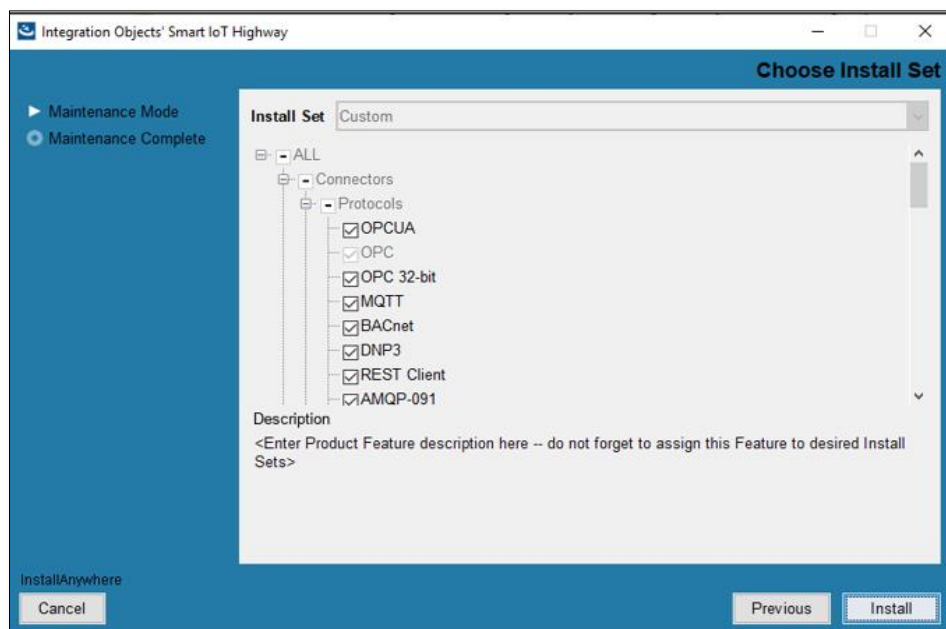 Integration Objects' Smart IoT Highway
Choose Install Set
Maintenance Mode
Maintenance Complete
Install Set Custom
ALL
Connectors
Protocols
OPCUA
OPC
OPC 32-bit
MQTT
BACnet
DNP3
REST Client
AMQP-091
Description
<Enter Product Feature description here -- do not forget to assign this Feature to desired Install
Sets>
InstallAnywhere
Cancel
Previous
Install